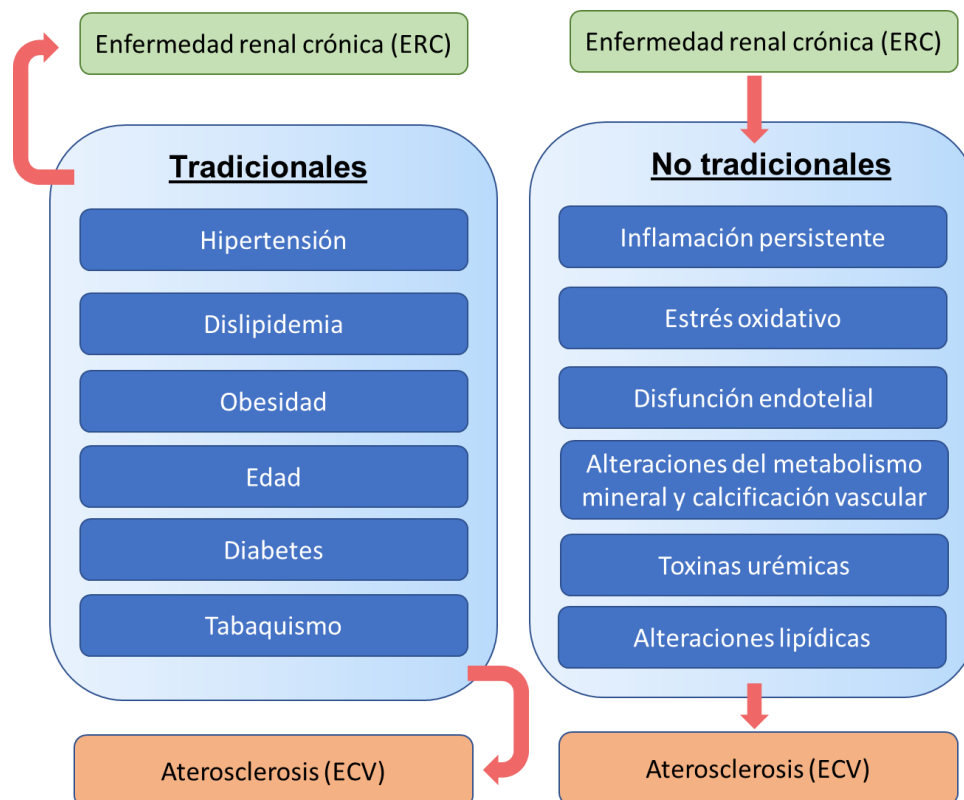 Enfermedad renal crónica (ERC)
Tradicionales
Hipertensión
Dislipidemia
Obesidad
Edad
Diabetes
Tabaquismo
Aterosclerosis (ECV)
Enfermedad renal crónica (ERC)
No tradicionales
Inflamación persistente
Estrés oxidativo
Disfunción endotelial
Alteraciones del metabolismo
mineral y calcificación vascular
Toxinas urémicas
Alteraciones lipídicas
Aterosclerosis (ECV)